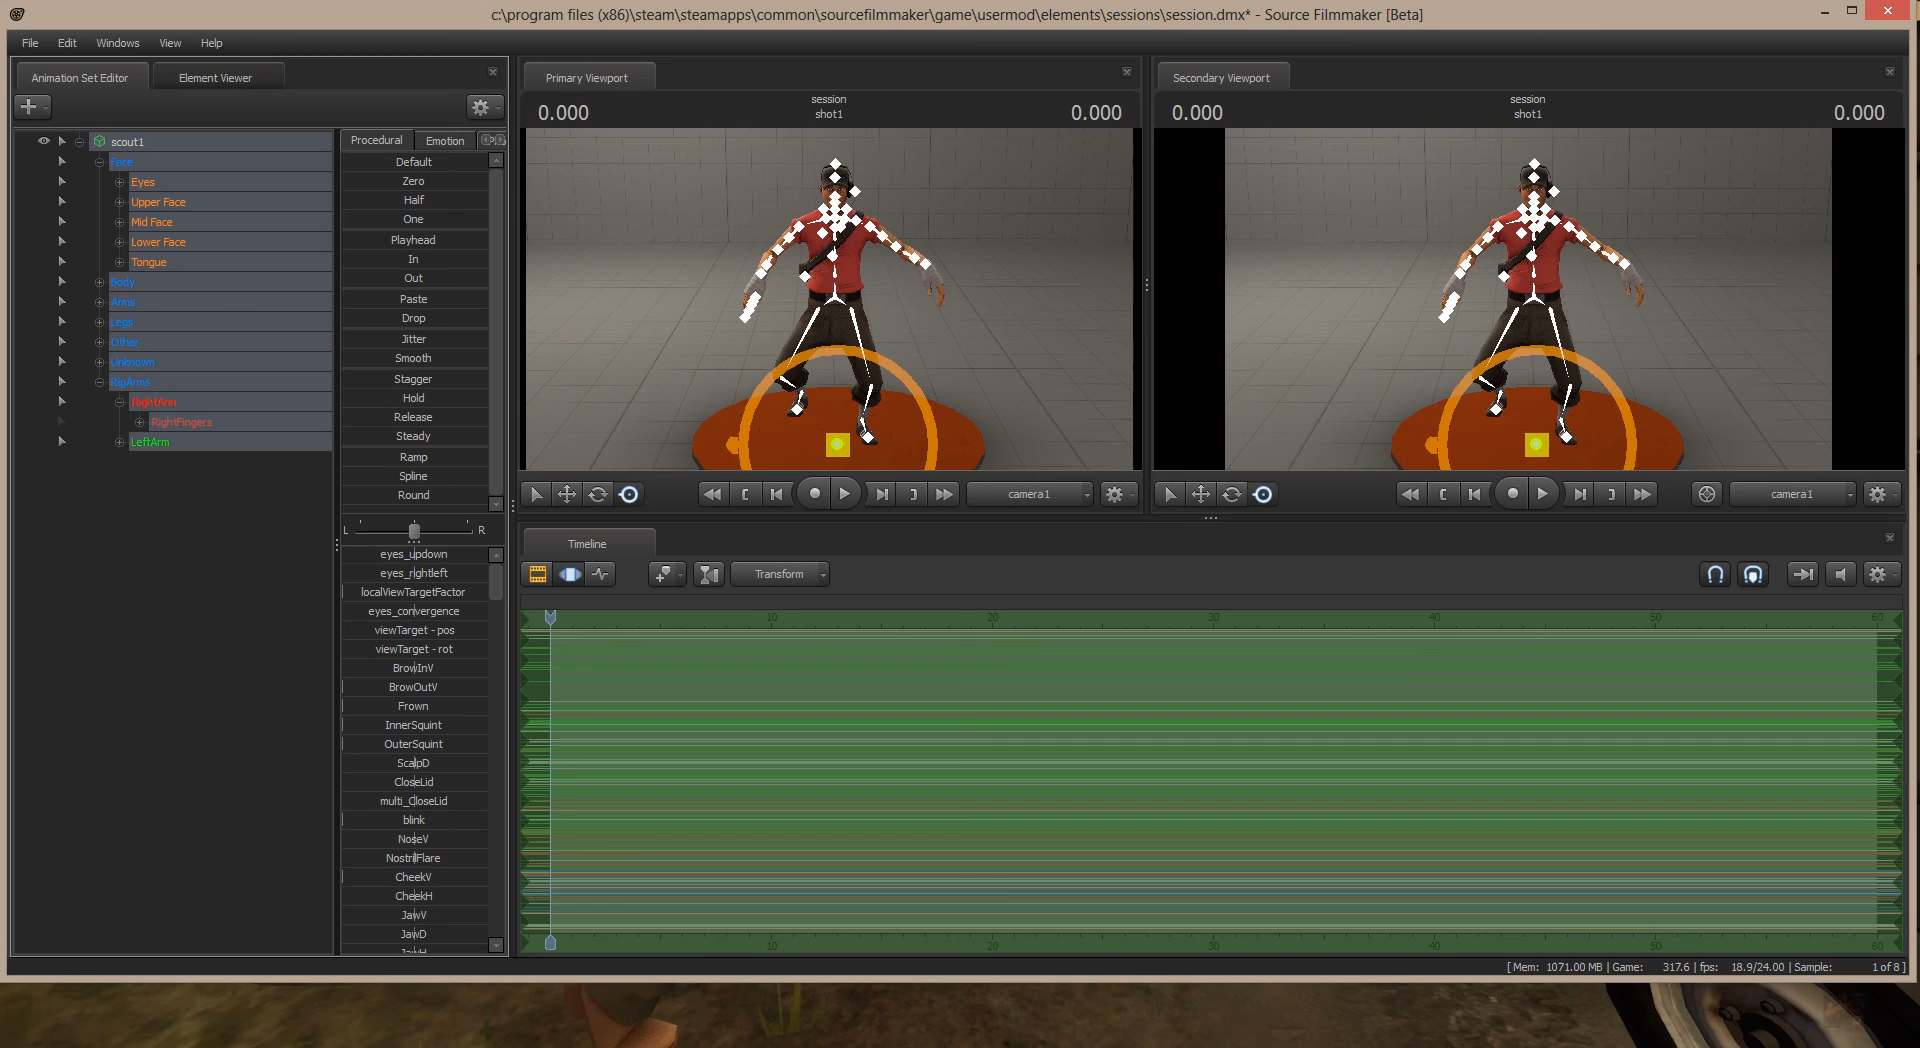 c:\program files (x86)\steam\steamapps\common\sourcefilmmaker\game\usermod\elements\sessions\session.dmx* - Source Filmmaker [Beta]
File Edit Windows View Help
Animation Set Editor
Element Viewer
scout1
Face
Eyes
Upper Face
Mid Face
Lower Face
Tongue
Body
Arms
Legs
Other
Unknown
RigArms
RightArm
RightFingers
LeftArm
Procedural
Emotion
Default
Zero
Half
One
Playhead
In
Out
Paste
Drop
Jitter
Smooth
Stagger
Hold
Release
Steady
Ramp
Spline
Round
L R
eyes_updown
eyes_rightleft
localViewTargetFactor
eyes_convergence
viewTarget - pos
viewTarget - rot
BrowInV
BrowOutV
Frown
InnerSquint
OuterSquint
ScalpD
CloseLid
multi_CloseLid
blink
NoseV
NostrilFlare
CheekV
CheekH
JawV
JawD
JawH
Primary Viewport
0.000
session
shot1
0.000
camera1
Secondary Viewport
0.000
session
shot1
0.000
camera1
Timeline
Transform
10 20 30 40 50 60
10 20 30 40 50 60
[ Mem: 1071.00 MB | Game: 317.6 | fps: 18.9/24.00 | Sample: 1 of 8 ]